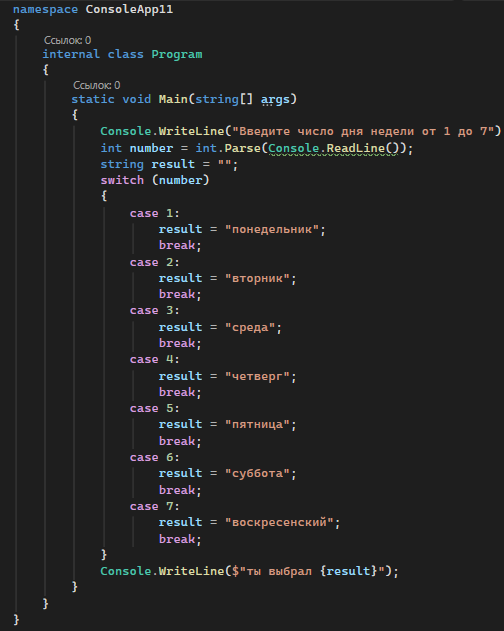 namespace ConsoleApp11
{
Ссылок: 0
internal class Program
{
Ссылок: 0
static void Main(string[] args)
{
Console.WriteLine("Введите число дня недели от 1 до 7")
int number = int.Parse(Console.ReadLine());
string result = "";
switch (number)
{
case 1:
result = "понедельник";
break;
case 2:
result = "вторник";
break;
case 3:
result = "среда";
break;
case 4:
result = "четверг";
break;
case 5:
result = "пятница";
break;
case 6:
result = "суббота";
break;
case 7:
result = "воскресенский";
break;
}
Console.WriteLine($"ты выбрал {result}");
}
}
}